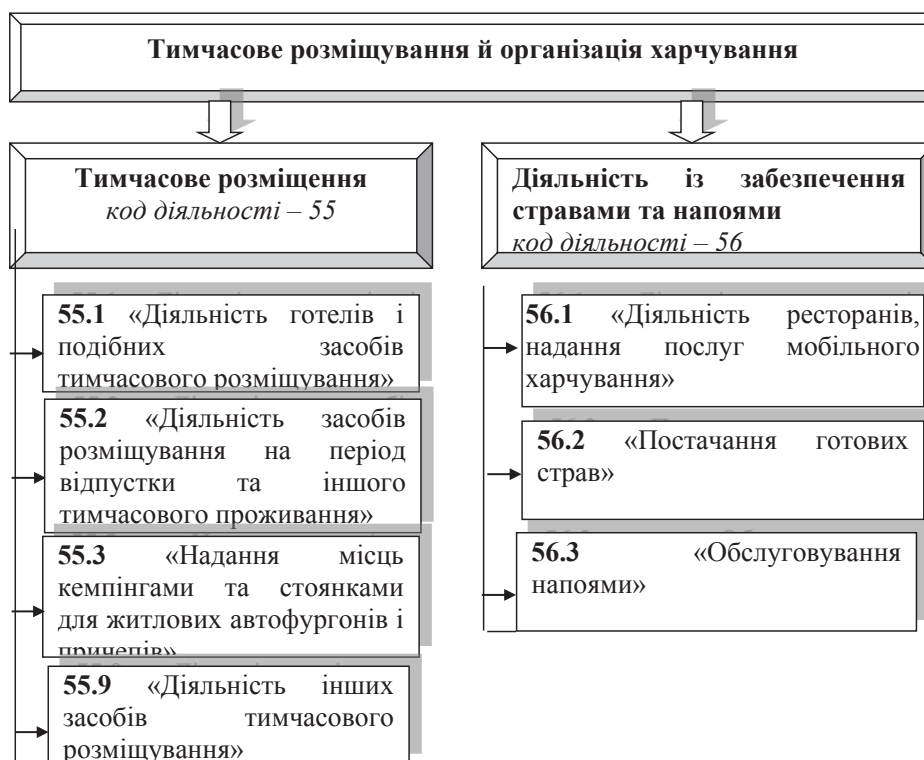 Тимчасове розміщування й організація харчування
Тимчасове розміщення
код діяльності – 55
55.1 «Діяльність готелів і
подібних засобів
тимчасового розміщування»
55.2 «Діяльність засобів
розміщування на період
відпустки та іншого
тимчасового проживання»
55.3 «Надання місць
кемпінгами та стоянками
для житлових автофургонів і
причепів»
55.9 «Діяльність інших
засобів тимчасового
розміщування»
Діяльність із забезпечення
стравами та напоями
код діяльності – 56
56.1 «Діяльність ресторанів,
надання послуг мобільного
харчування»
56.2 «Постачання готових
страв»
56.3 «Обслуговування
напоями»